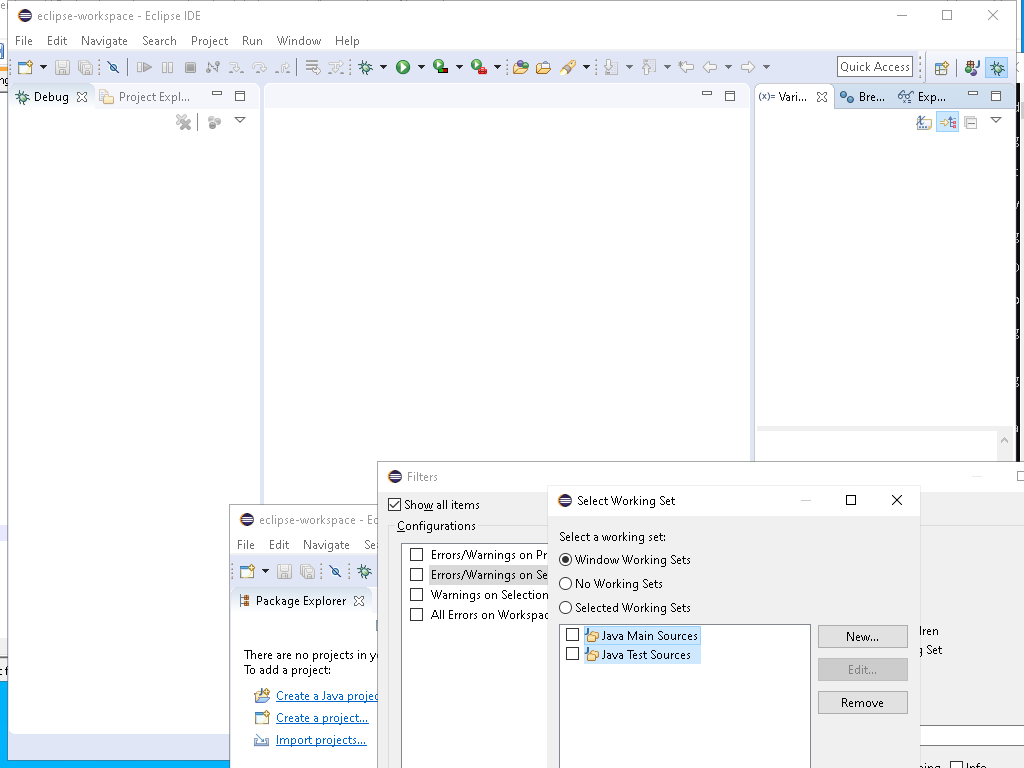 eclipse-workspace - Eclipse IDE
File Edit Navigate Search Project Run Window Help
Quick Access
Debug Project Expl... (x)= Vari... Bre... Exp...
Filters
Show all items
Configurations
Errors/Warnings on Pr
Errors/Warnings on Se
Warnings on Selection
All Errors on Workspac
Select Working Set
Select a working set:
Window Working Sets
No Working Sets
Selected Working Sets
Java Main Sources
Java Test Sources
New...
Edit...
Remove
eclipse-workspace - Ec
File Edit Navigate Se
Package Explorer
There are no projects in y
To add a project:
Create a Java projec
Create a project...
Import projects...
dren
g Set
Info